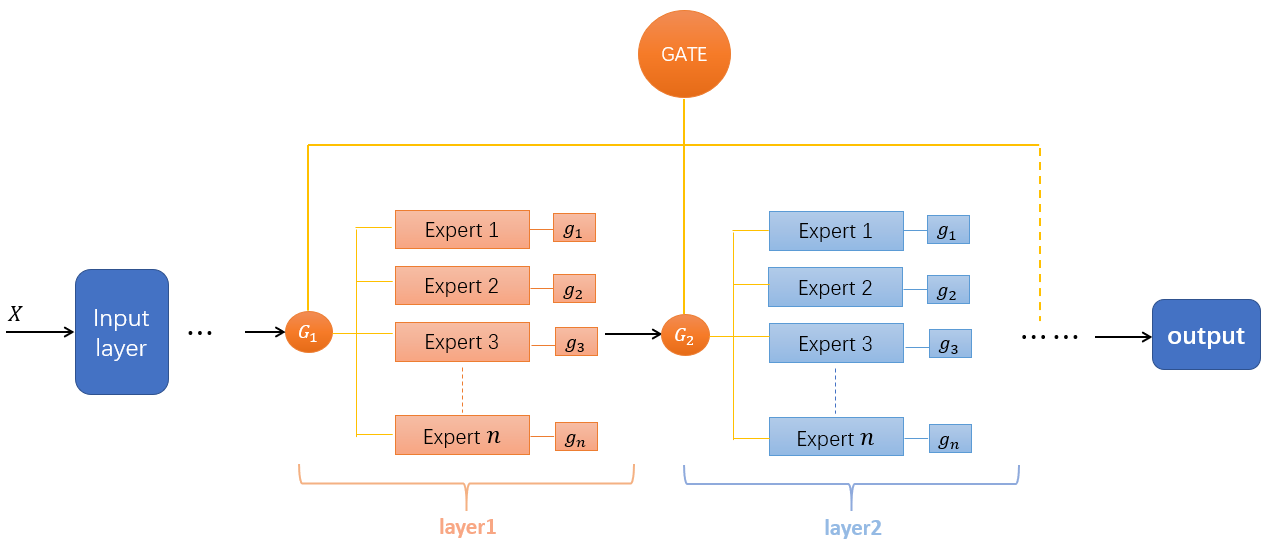 GATE
X
Input
layer
...
G₁
Expert 1
g₁
Expert 2
g₂
Expert 3
g₃
Expert n
gₙ
layer1
G₂
Expert 1
g₁
Expert 2
g₂
Expert 3
g₃
Expert n
gₙ
layer2
... ...
output